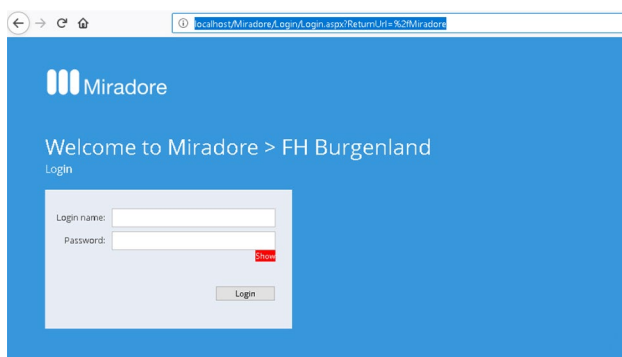 localhost/Miradore/Login/Login.aspx?ReturnUrl=%2fMiradore
Miradore
Welcome to Miradore > FH Burgenland
Login
Login name:
Password:
Show
Login